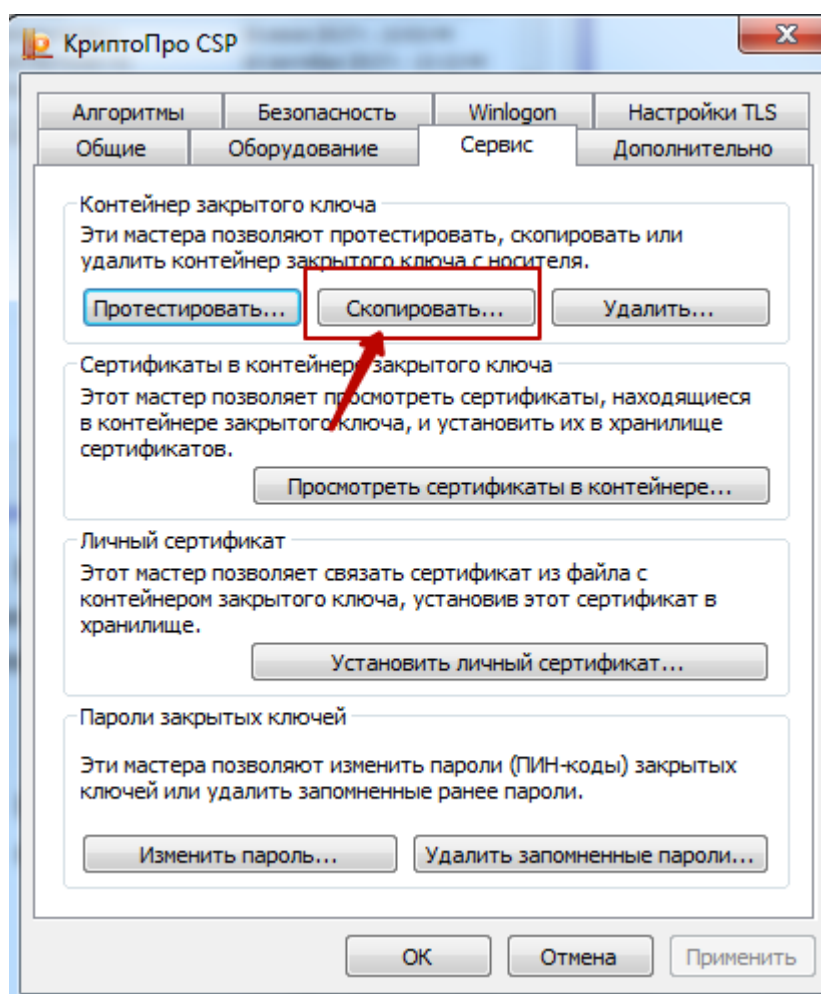 КриптоПро CSP
Алгоритмы Безопасность Winlogon Настройки TLS
Общие Оборудование Сервис Дополнительно
Контейнер закрытого ключа
Эти мастера позволяют протестировать, скопировать или
удалить контейнер закрытого ключа с носителя.
Протестировать... Скопировать... Удалить...
Сертификаты в контейнере закрытого ключа
Этот мастер позволяет просмотреть сертификаты, находящиеся
в контейнере закрытого ключа, и установить их в хранилище
сертификатов.
Просмотреть сертификаты в контейнере...
Личный сертификат
Этот мастер позволяет связать сертификат из файла с
контейнером закрытого ключа, установив этот сертификат в
хранилище.
Установить личный сертификат...
Пароли закрытых ключей
Эти мастера позволяют изменить пароли (ПИН-коды) закрытых
ключей или удалить запомненные ранее пароли.
Изменить пароль... Удалить запомненные пароли...
ОК Отмена Применить